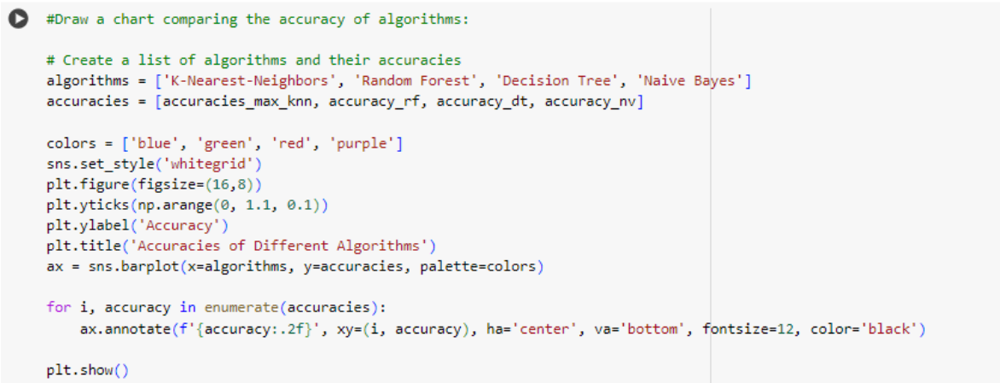 #Draw a chart comparing the accuracy of algorithms:
# Create a list of algorithms and their accuracies
algorithms = ['K-Nearest-Neighbors', 'Random Forest', 'Decision Tree', 'Naive Bayes']
accuracies = [accuracies_max_knn, accuracy_rf, accuracy_dt, accuracy_nv]
colors = ['blue', 'green', 'red', 'purple']
sns.set_style('whitegrid')
plt.figure(figsize=(16,8))
plt.yticks(np.arange(0, 1.1, 0.1))
plt.ylabel('Accuracy')
plt.title('Accuracies of Different Algorithms')
ax = sns.barplot(x=algorithms, y=accuracies, palette=colors)
for i, accuracy in enumerate(accuracies):
    ax.annotate(f'{accuracy:.2f}', xy=(i, accuracy), ha='center', va='bottom', fontsize=12, color='black')
plt.show()